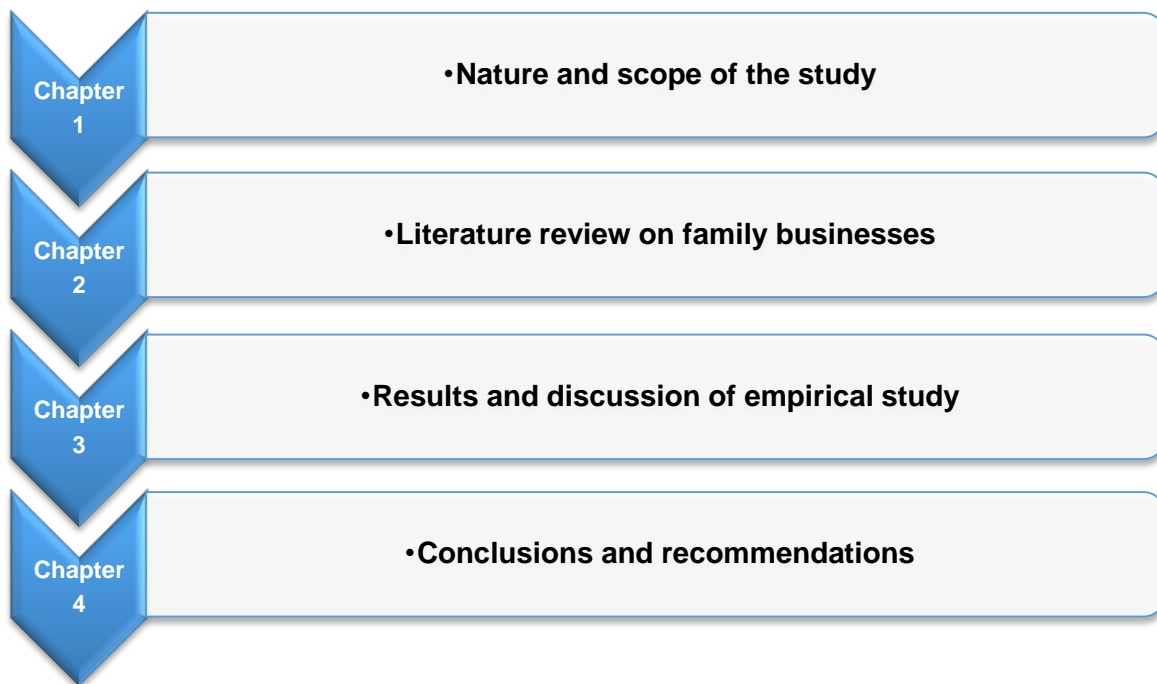 Chapter
1
•Nature and scope of the study
Chapter
2
•Literature review on family businesses
Chapter
3
•Results and discussion of empirical study
Chapter
4
•Conclusions and recommendations